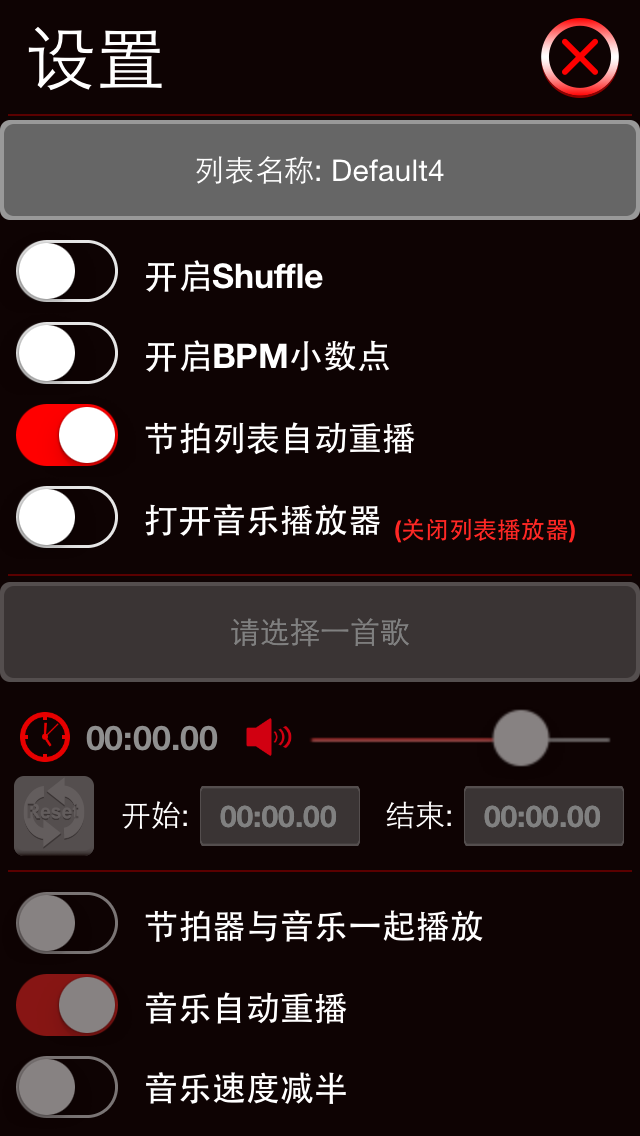 设置
列表名称: Default4
开启Shuffle
开启BPM小数点
节拍列表自动重播
打开音乐播放器 (关闭列表播放器)
请选择一首歌
00:00.00
Reset 开始: 00:00.00 结束: 00:00.00
节拍器与音乐一起播放
音乐自动重播
音乐速度减半